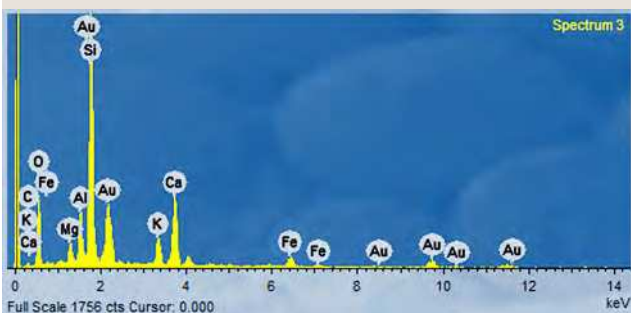 Au
Spectrum 3
Si
O
Fe
C
K
Ca
Mg
Al
Au
K
Ca
Fe
Fe
Au
Au
Au
Au
0 2 4 6 8 10 12 14
Full Scale 1756 cts Cursor: 0.000 keV